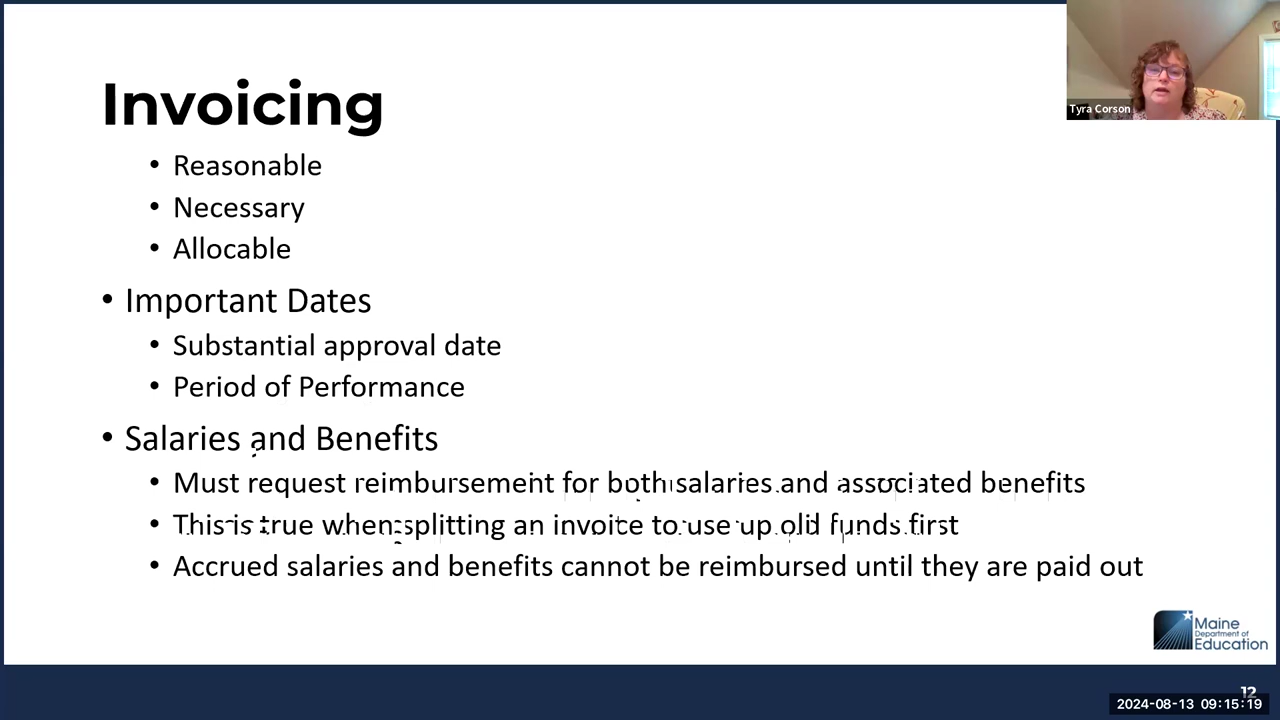 Invoicing
• Reasonable
• Necessary
• Allocable
• Important Dates
• Substantial approval date
• Period of Performance
• Salaries and Benefits
• Must request reimbursement for both salaries and associated benefits
• This is true when splitting an invoice to use up old funds first
• Accrued salaries and benefits cannot be reimbursed until they are paid out
Tyra Corson
Maine
Department of
Education
12
2024-08-13 09:15:19